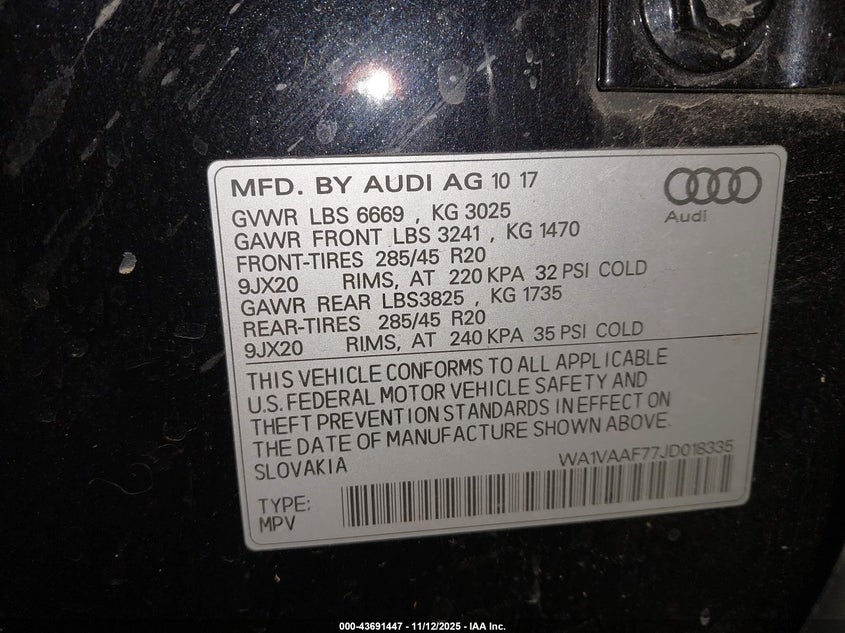 MFD. BY AUDI AG 10 17
Audi
GVWR LBS 6669 , KG 3025
GAWR FRONT LBS 3241 , KG 1470
FRONT-TIRES 285/45 R20
9JX20 RIMS, AT 220 KPA 32 PSI COLD
GAWR REAR LBS3825 , KG 1735
REAR-TIRES 285/45 R20
9JX20 RIMS, AT 240 KPA 35 PSI COLD
THIS VEHICLE CONFORMS TO ALL APPLICABLE
U.S. FEDERAL MOTOR VEHICLE SAFETY AND
THEFT PREVENTION STANDARDS IN EFFECT ON
THE DATE OF MANUFACTURE SHOWN ABOVE.
SLOVAKIA WA1VAAF77JD018335
TYPE:
MPV
000-43691447 - 11/12/2025 - IAA Inc.